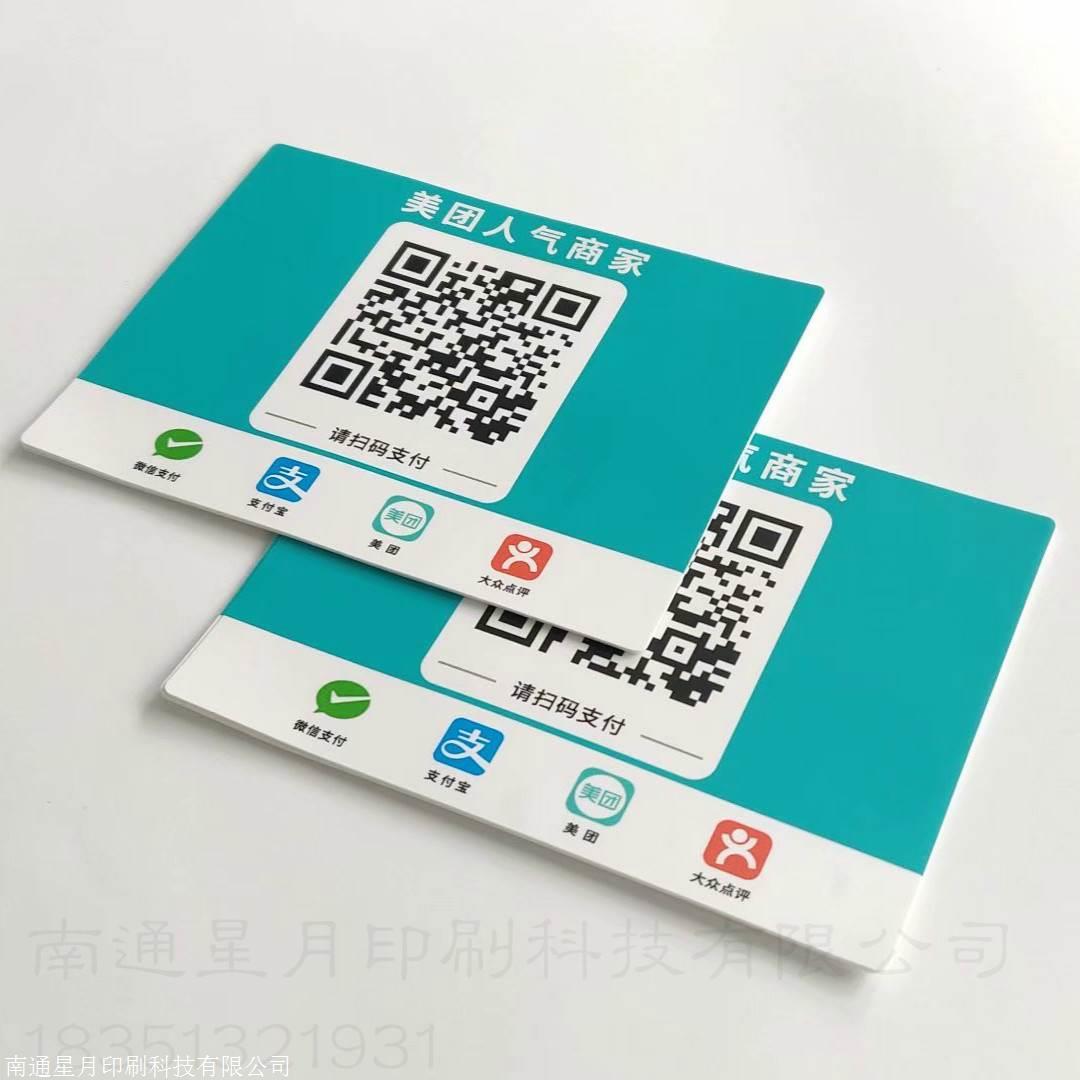 美团人气商家
请扫码支付
微信支付
支付宝
美团
美团
大众点评
气商家
请扫码支付
微信支付
支付宝
美团
美团
大众点评
南通星月印刷科技有限公司
18351321931
南通星月印刷科技有限公司